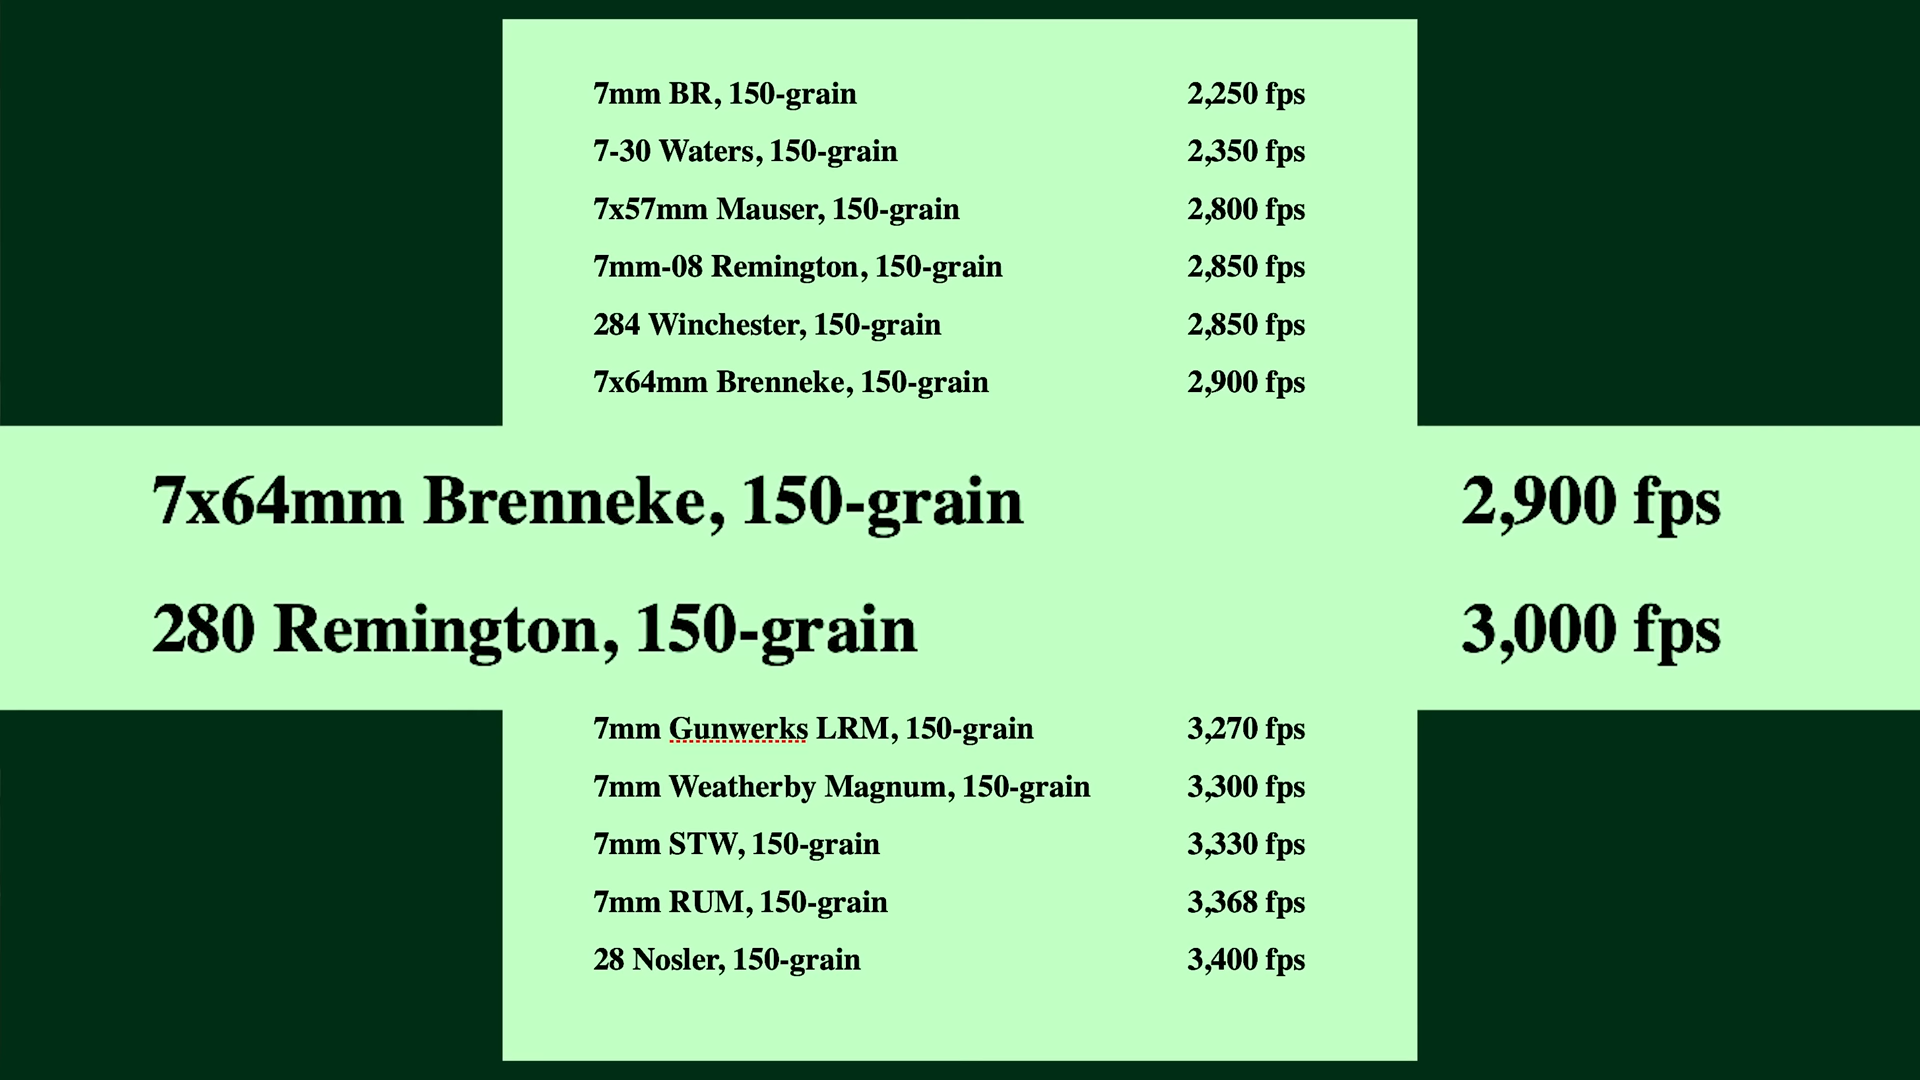 7mm BR, 150-grain 2,250 fps
7-30 Waters, 150-grain 2,350 fps
7x57mm Mauser, 150-grain 2,800 fps
7mm-08 Remington, 150-grain 2,850 fps
284 Winchester, 150-grain 2,850 fps
7x64mm Brenneke, 150-grain 2,900 fps
7x64mm Brenneke, 150-grain 2,900 fps
280 Remington, 150-grain 3,000 fps
7mm Gunwerks LRM, 150-grain 3,270 fps
7mm Weatherby Magnum, 150-grain 3,300 fps
7mm STW, 150-grain 3,330 fps
7mm RUM, 150-grain 3,368 fps
28 Nosler, 150-grain 3,400 fps